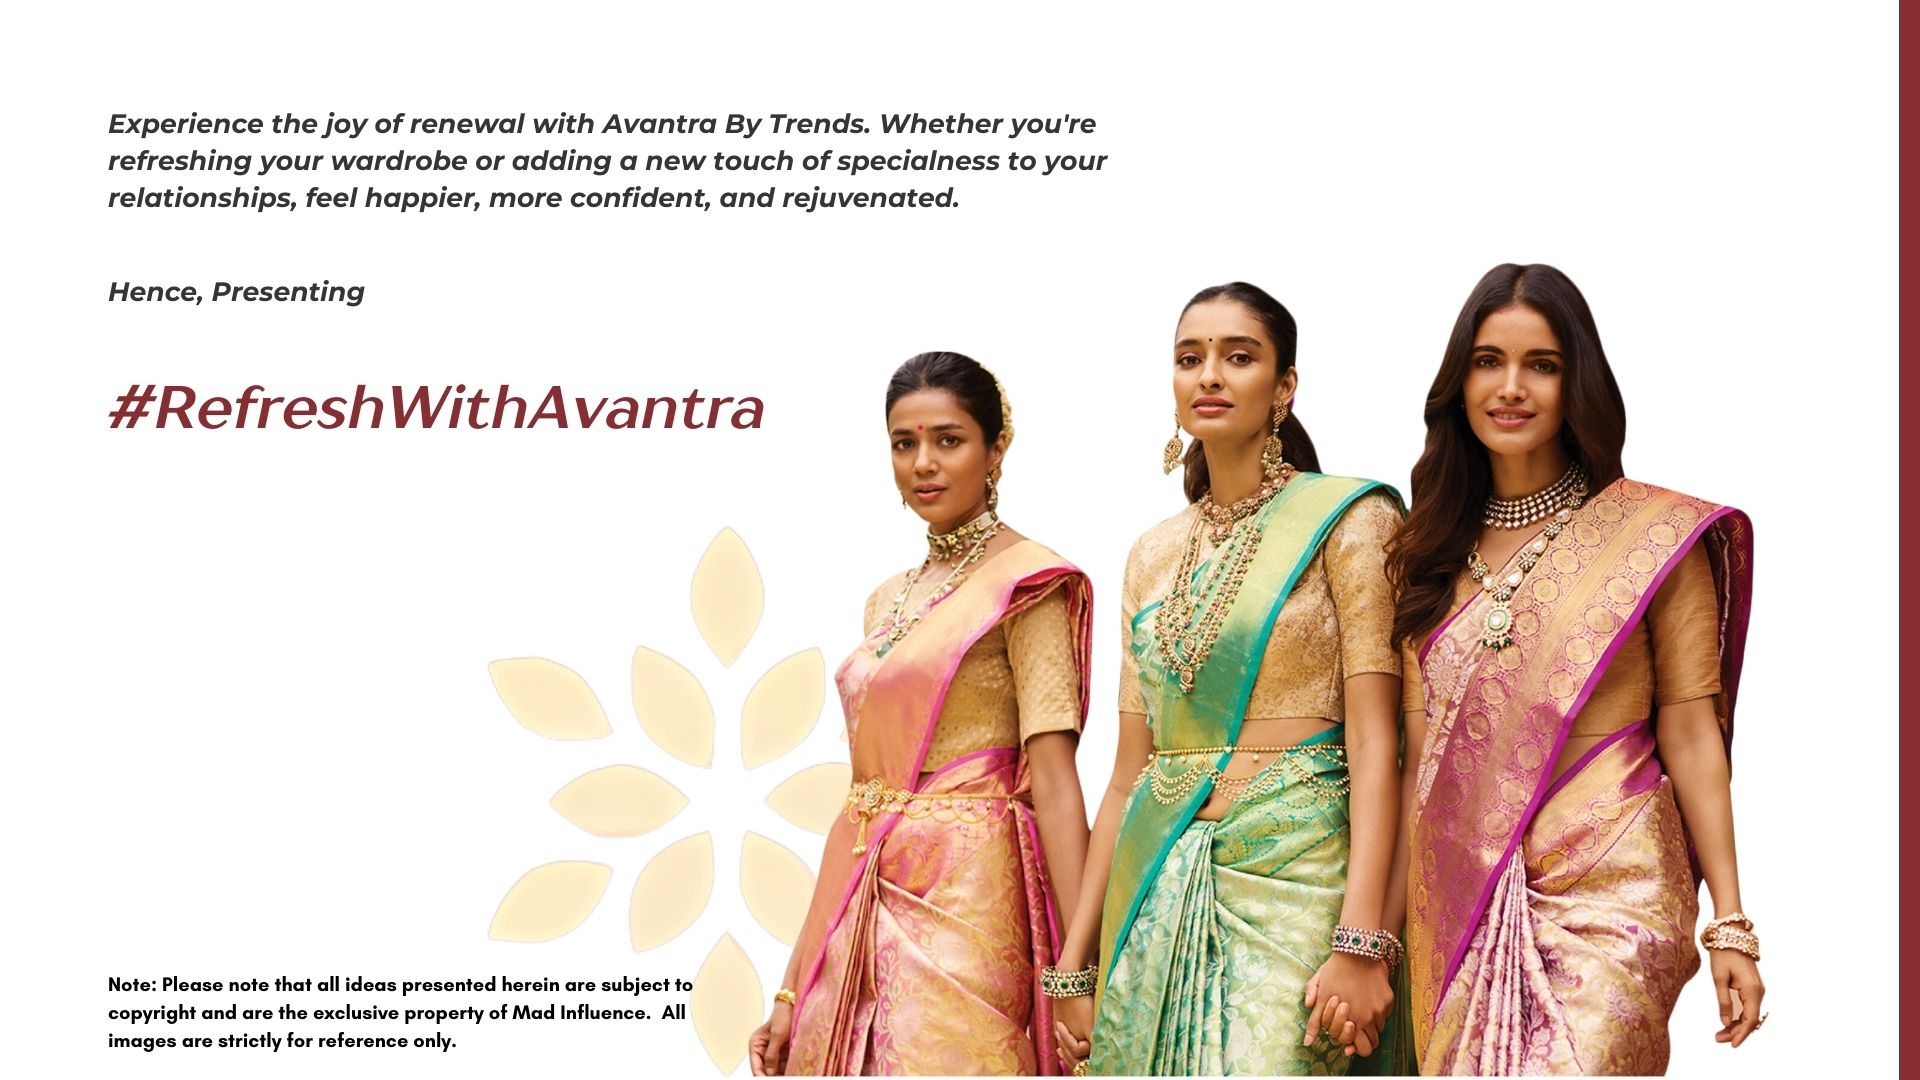 Experience the joy of renewal with Avantra By Trends. Whether you're
refreshing your wardrobe or adding a new touch of specialness to your
relationships, feel happier, more confident, and rejuvenated.
Hence, Presenting
#RefreshWithAvantra
Note: Please note that all ideas presented herein are subject to
copyright and are the exclusive property of Mad Influence.  All
images are strictly for reference only.